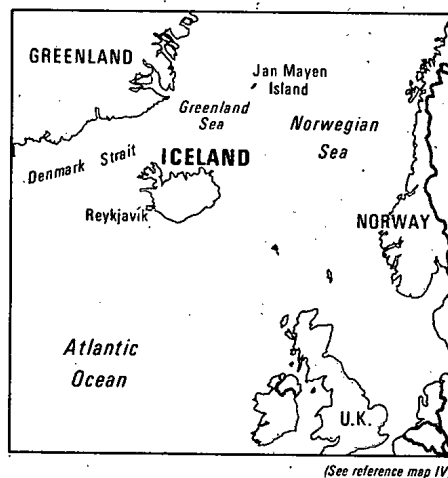 GREENLAND
Jan Mayen
Island
Greenland
Sea
Norwegian
Sea
Denmark Strait
ICELAND
Reykjavík
NORWAY
Atlantic
Ocean
U.K.
(See reference map IV)